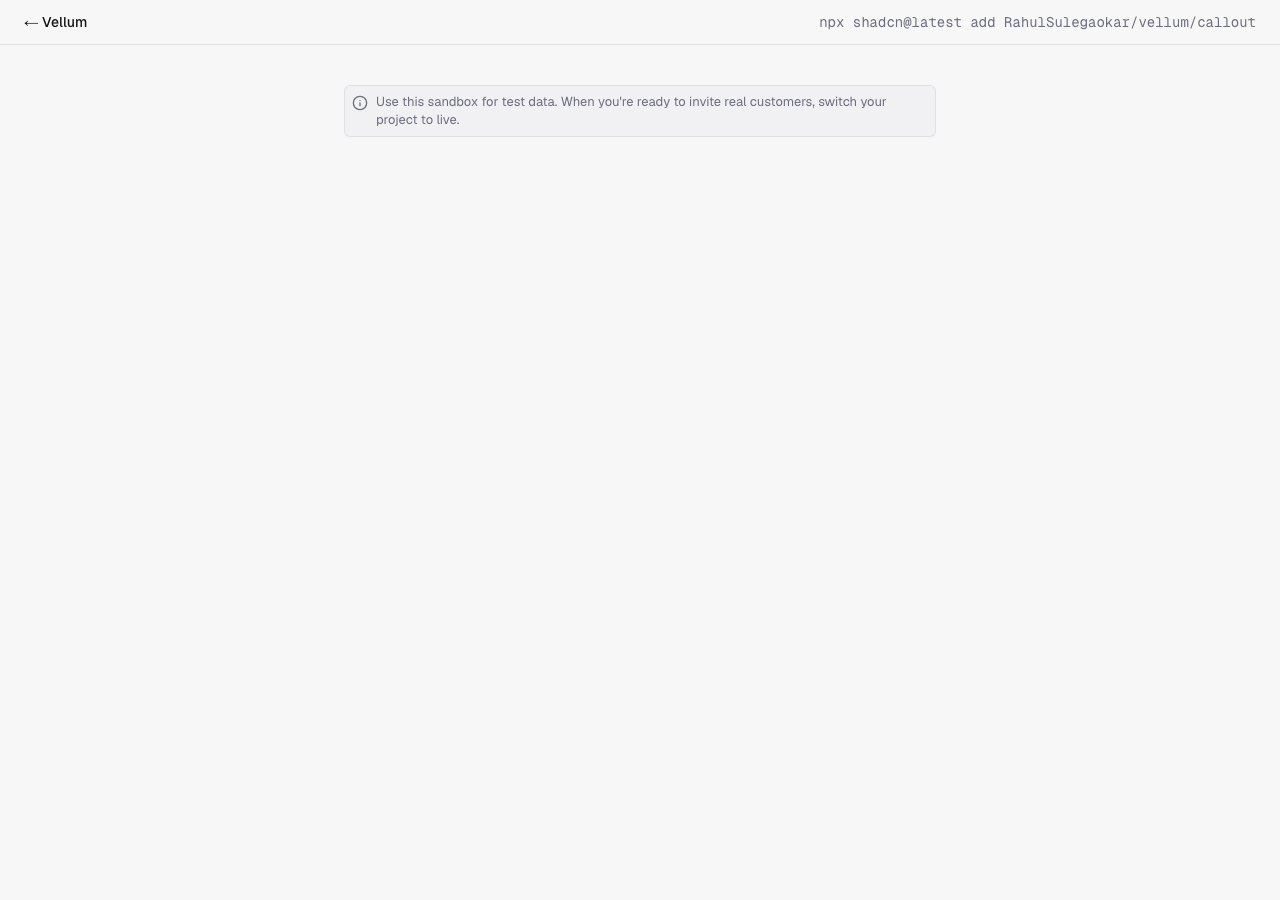 ← Vellum
npx shadcn@latest add RahulSulegaokar/vellum/callout
Use this sandbox for test data. When you're ready to invite real customers, switch your
project to live.